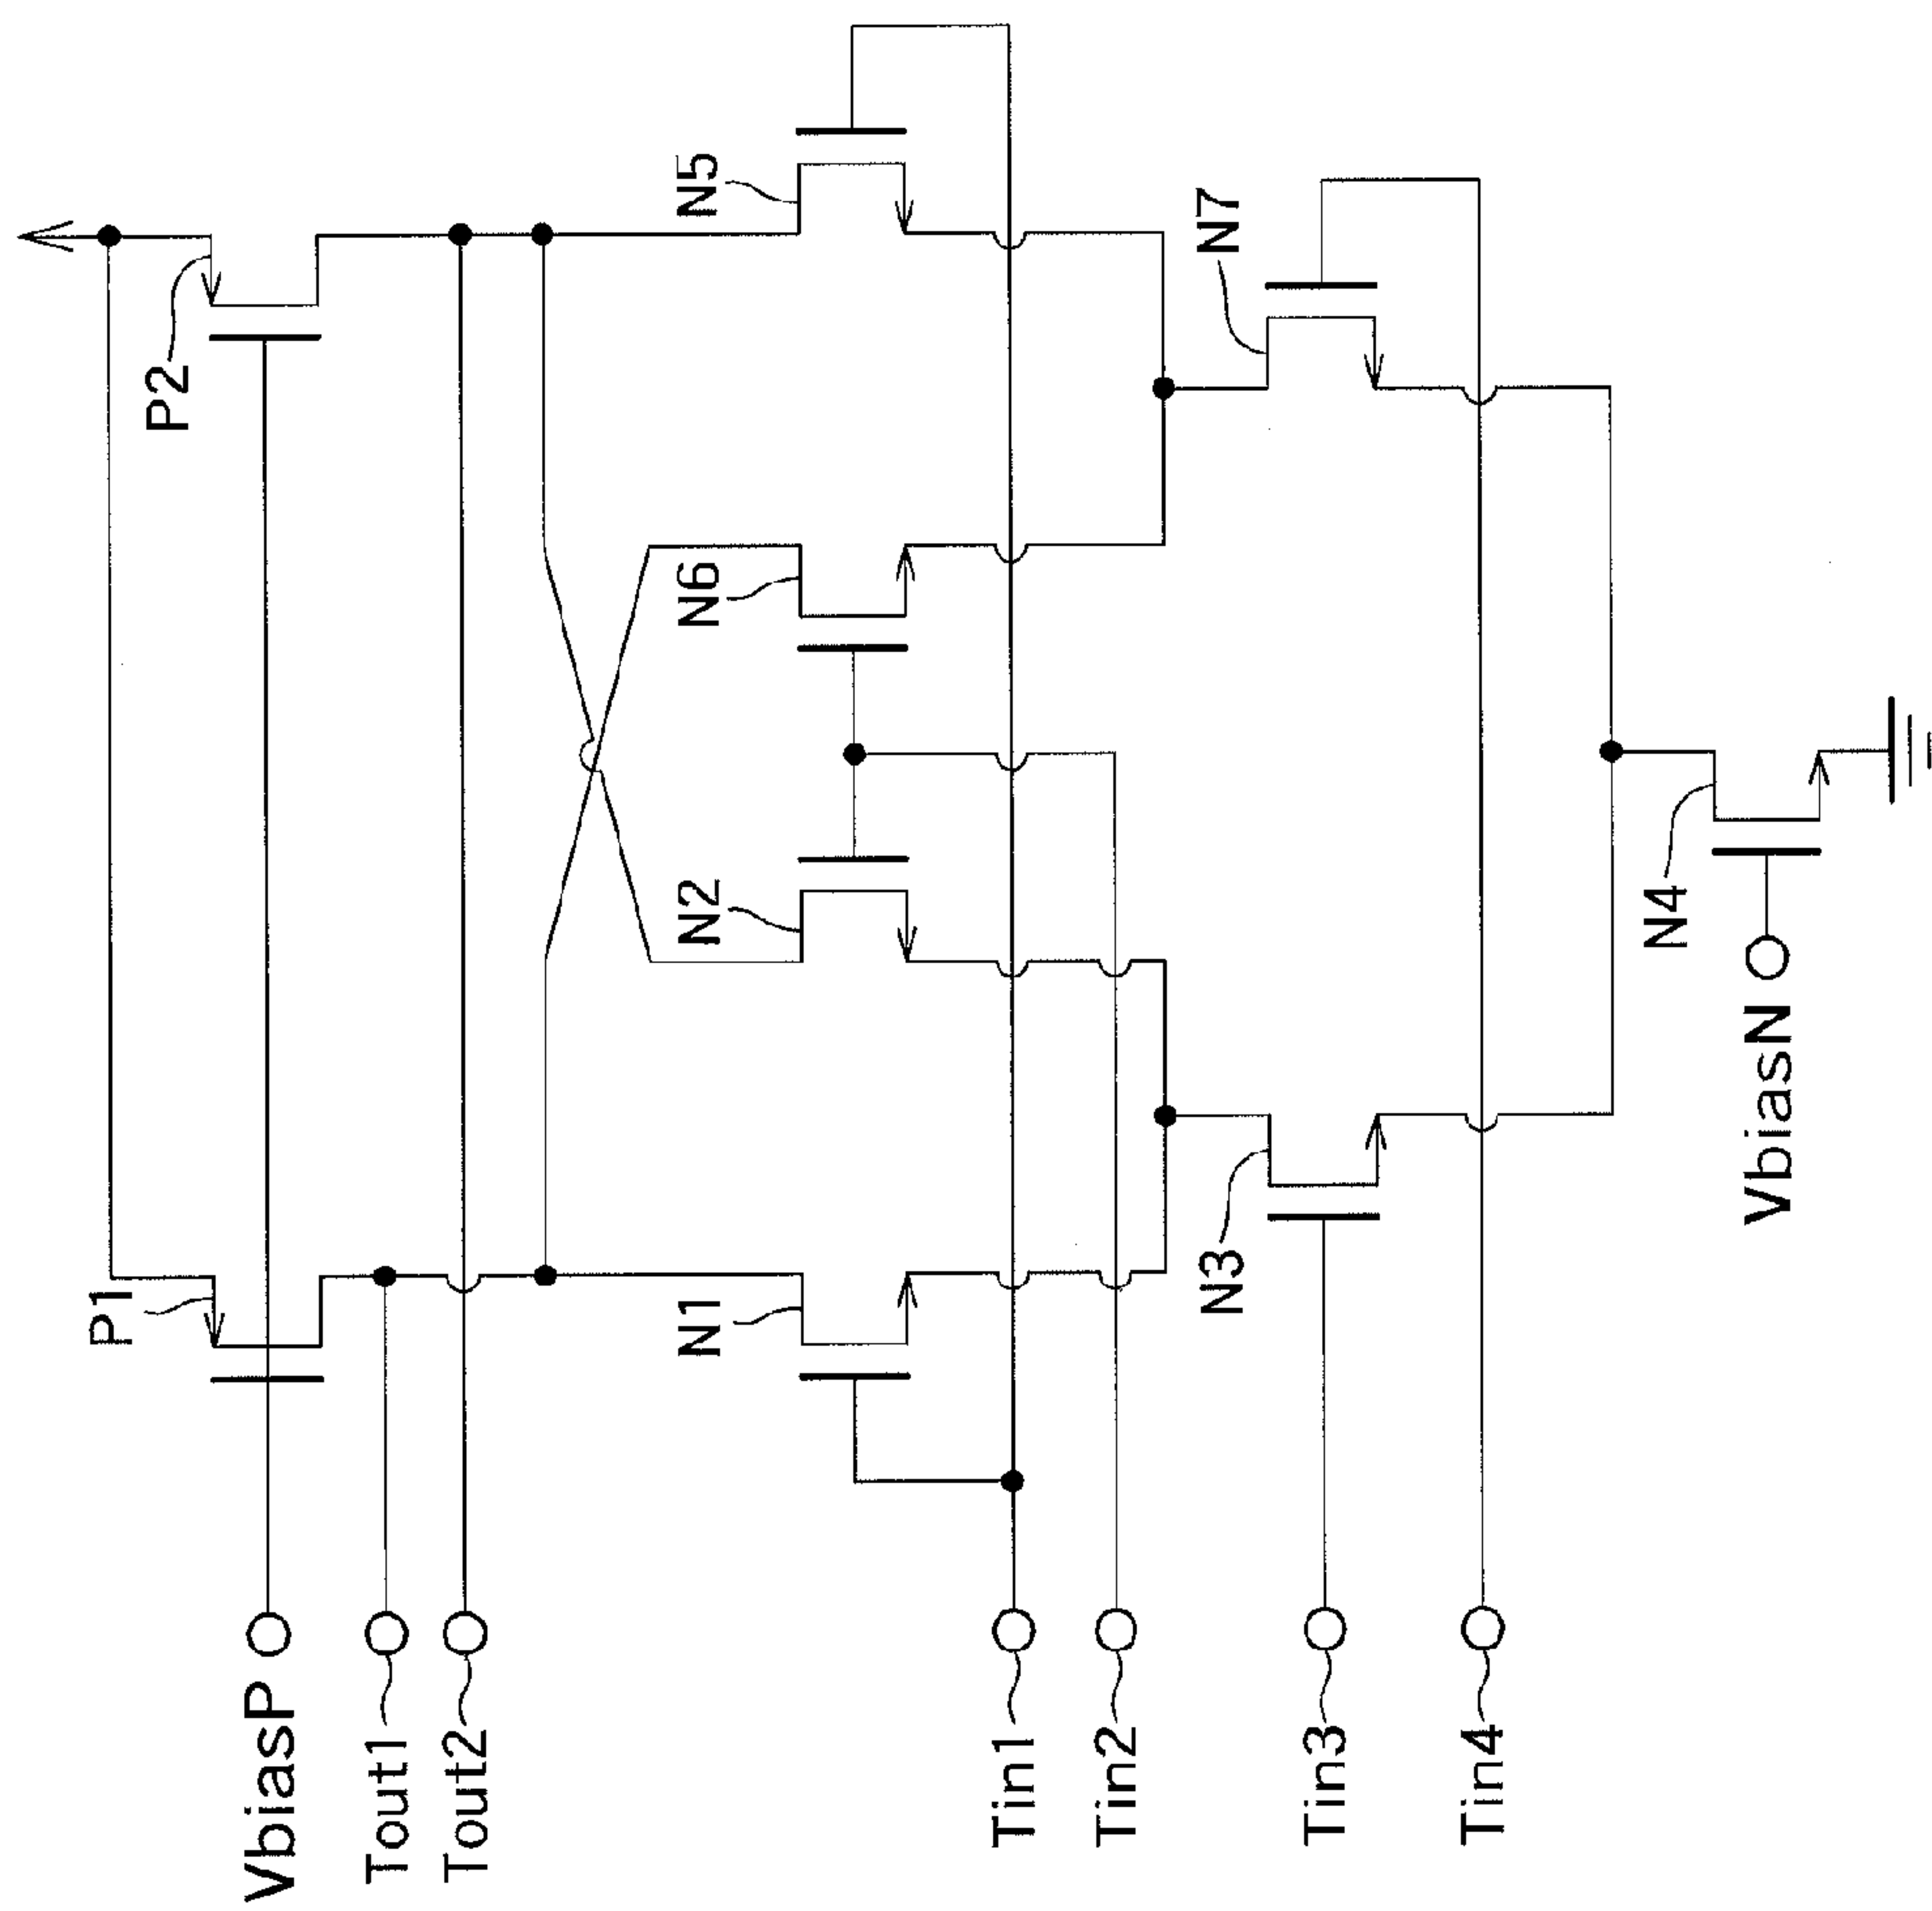 P1
P2
VbiasP
Tout1
Tout2
N1
N2
N6
N5
Tin1
Tin2
N3
N7
Tin3
Tin4
N4
VbiasN